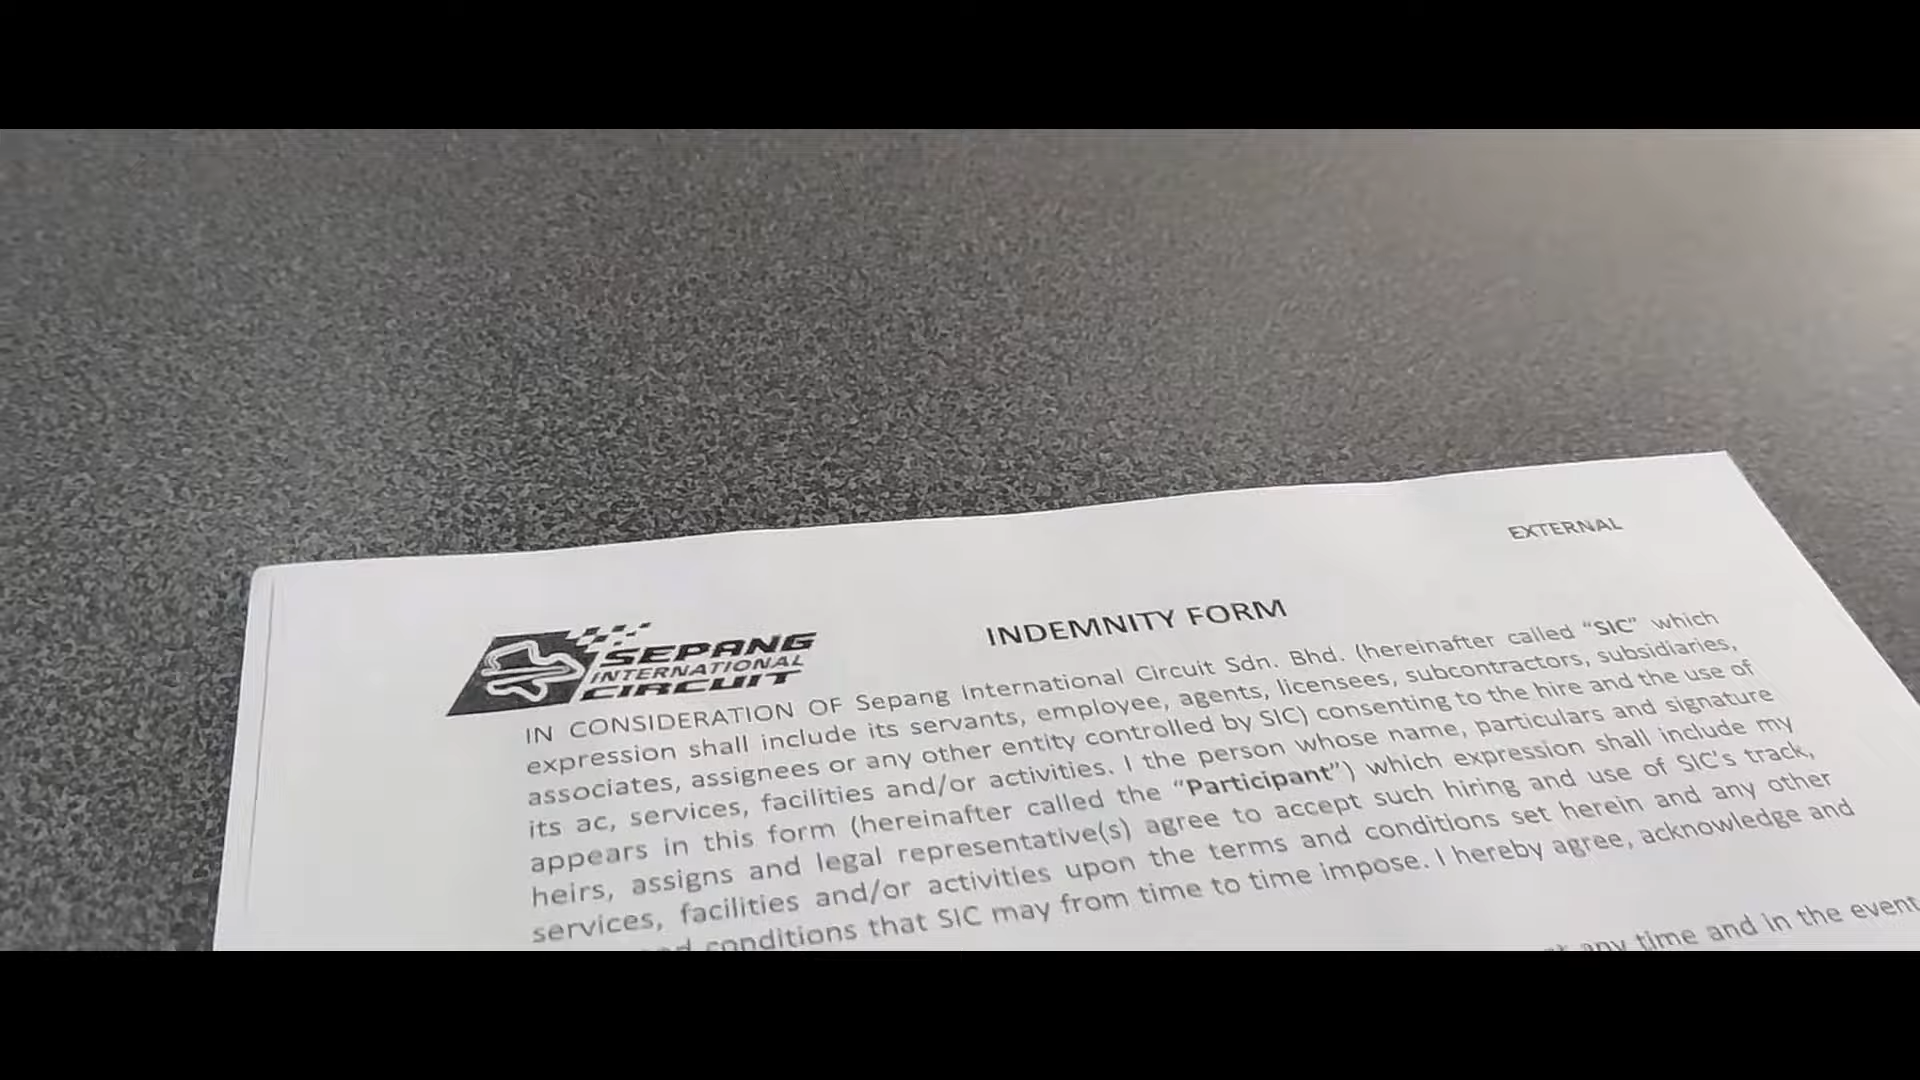 EXTERNAL
INDEMNITY FORM
SEPANG
INTERNATIONAL
CIRCUIT
IN CONSIDERATION OF Sepang International Circuit Sdn. Bhd. (hereinafter called “SIC” which
expression shall include its servants, employee, agents, licensees, subcontractors, subsidiaries,
associates, assignees or any other entity controlled by SIC) consenting to the hire and the use of
its ac, services, facilities and/or activities. I the person whose name, particulars and signature
appears in this form (hereinafter called the “Participant”) which expression shall include my
heirs, assigns and legal representative(s) agree to accept such hiring and use of SIC’s track,
services, facilities and/or activities upon the terms and conditions set herein and any other
conditions that SIC may from time to time impose. I hereby agree, acknowledge and
any time and in the event